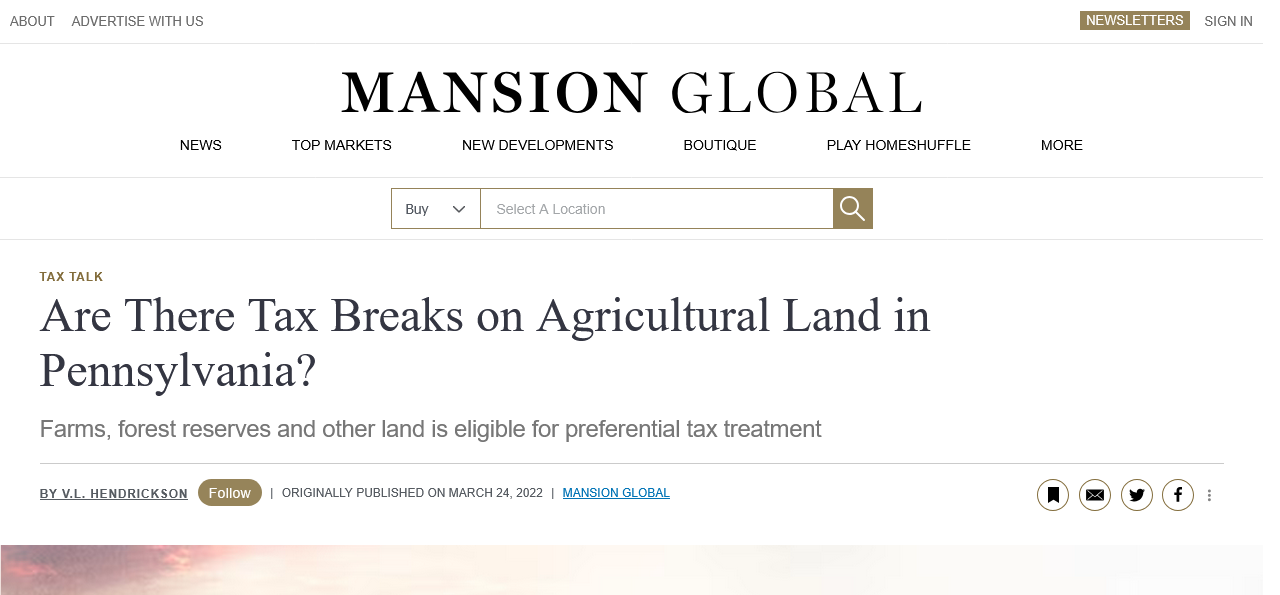 ABOUT ADVERTISE WITH US NEWSLETTERS SIGN IN
MANSION GLOBAL
NEWS TOP MARKETS NEW DEVELOPMENTS BOUTIQUE PLAY HOMESHUFFLE MORE
Buy Select A Location
TAX TALK
Are There Tax Breaks on Agricultural Land in
Pennsylvania?
Farms, forest reserves and other land is eligible for preferential tax treatment
BY V.L. HENDRICKSON Follow | ORIGINALLY PUBLISHED ON MARCH 24, 2022 | MANSION GLOBAL